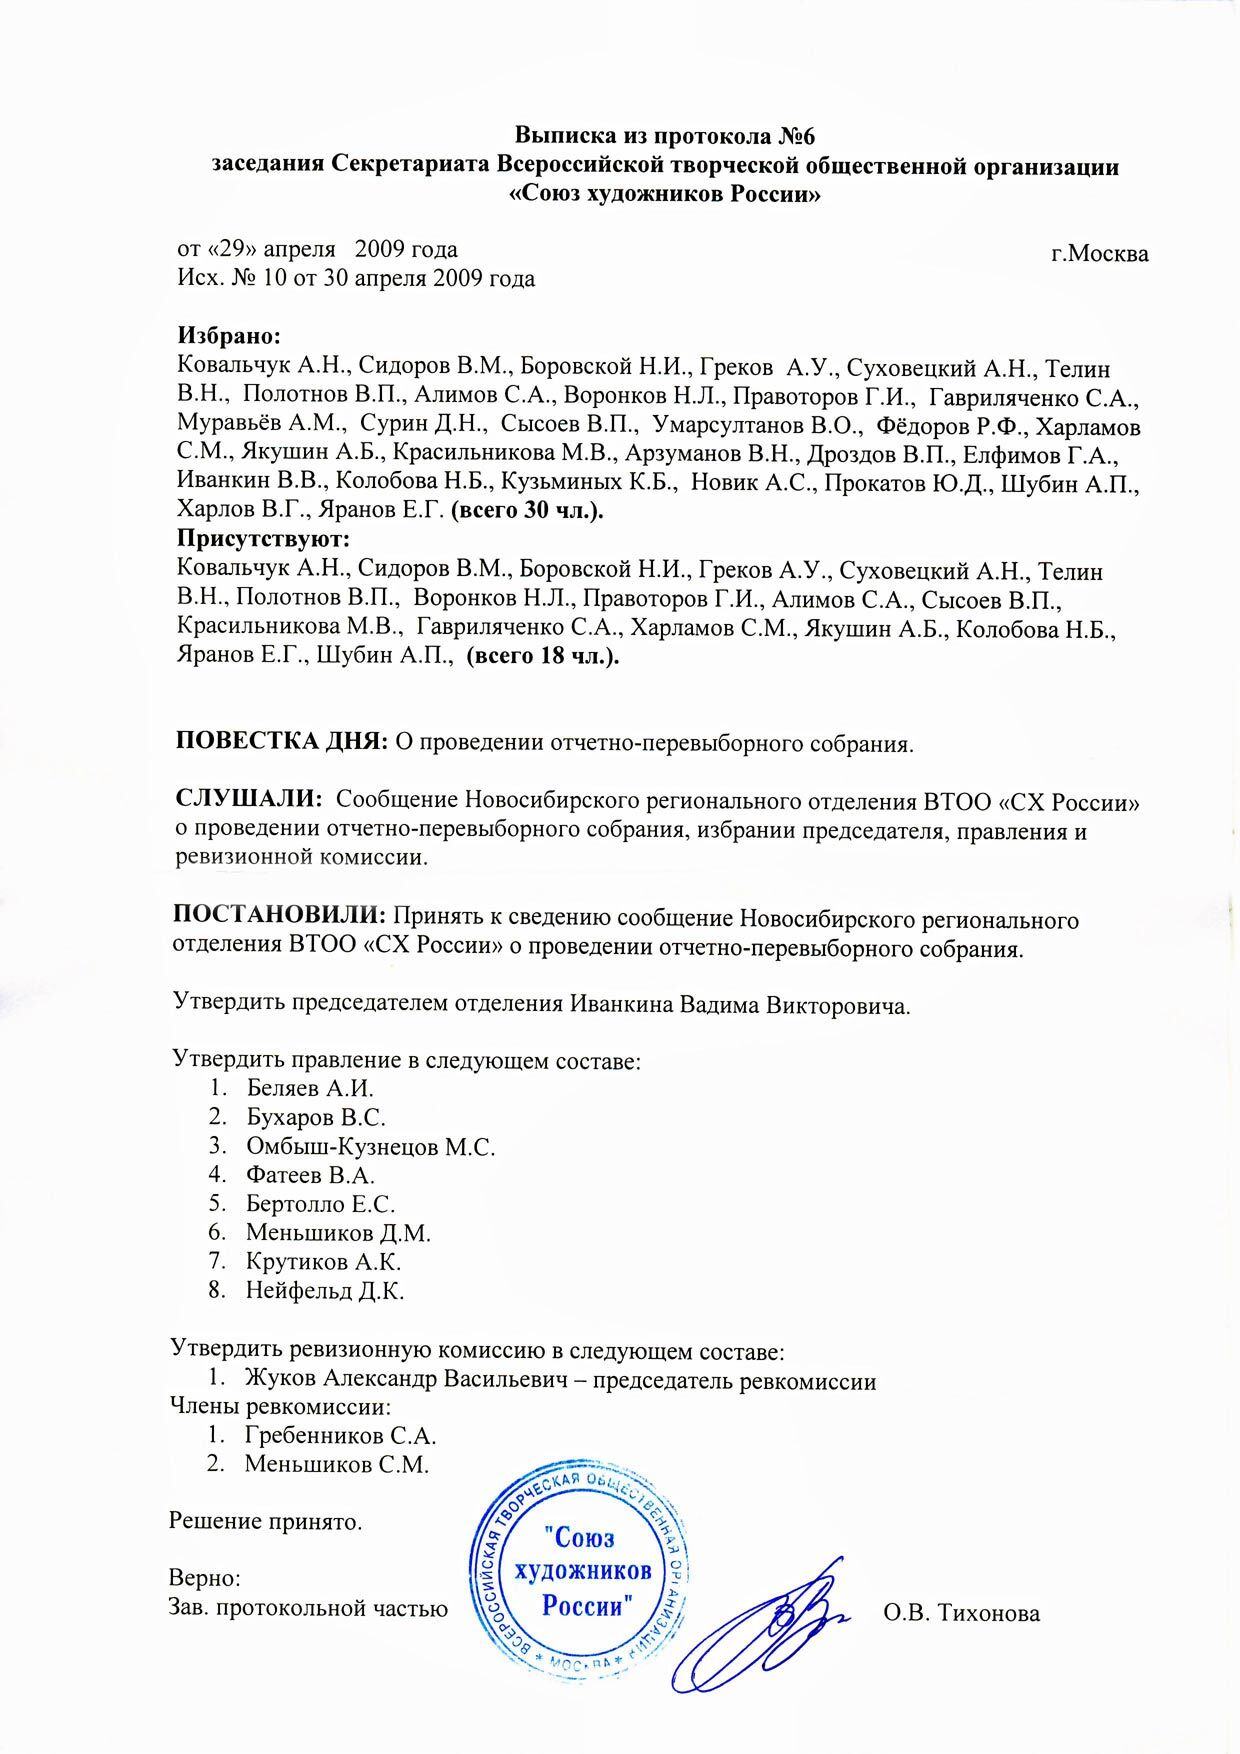 Выписка из протокола №6
заседания Секретариата Всероссийской творческой общественной организации
«Союз художников России»
от «29» апреля 2009 года
г.Москва
Исх. № 10 от 30 апреля 2009 года
Избрано:
Ковальчук А.Н., Сидоров В.М., Боровской Н.И., Греков А.У., Суховецкий А.Н., Телин
В.Н., Полотнов В.П., Алимов С.А., Воронков Н.Л., Правоторов Г.И., Гавриляченко С.А.,
Муравьёв А.М., Сурин Д.Н., Сысоев В.П., Умарсултанов В.О., Фёдоров Р.Ф., Харламов
С.М., Якушин А.Б., Красильникова М.В., Арзуманов В.Н., Дроздов В.П., Елфимов Г.А.,
Иванкин В.В., Колобова Н.Б., Кузьминых К.Б., Новик А.С., Прокатов Ю.Д., Шубин А.П.,
Харлов В.Г., Яранов Е.Г. (всего 30 чл.).
Присутствуют:
Ковальчук А.Н., Сидоров В.М., Боровской Н.И., Греков А.У., Суховецкий А.Н., Телин
В.Н., Полотнов В.П., Воронков Н.Л., Правоторов Г.И., Алимов С.А., Сысоев В.П.,
Красильникова М.В., Гавриляченко С.А., Харламов С.М., Якушин А.Б., Колобова Н.Б.,
Яранов Е.Г., Шубин А.П., (всего 18 чл.).
ПОВЕСТКА ДНЯ: О проведении отчетно-перевыборного собрания.
СЛУШАЛИ: Сообщение Новосибирского регионального отделения ВТОО «СХ России»
о проведении отчетно-перевыборного собрания, избрании председателя, правления и
ревизионной комиссии.
ПОСТАНОВИЛИ: Принять к сведению сообщение Новосибирского регионального
отделения ВТОО «СХ России» о проведении отчетно-перевыборного собрания.
Утвердить председателем отделения Иванкина Вадима Викторовича.
Утвердить правление в следующем составе:
1. Беляев А.И.
2. Бухаров В.С.
3. Омбыш-Кузнецов М.С.
4. Фатеев В.А.
5. Бертолло Е.С.
6. Меньшиков Д.М.
7. Крутиков А.К.
8. Нейфельд Д.К.
Утвердить ревизионную комиссию в следующем составе:
1. Жуков Александр Васильевич – председатель ревкомиссии
Члены ревкомиссии:
1. Гребенников С.А.
2. Меньшиков С.М.
Решение принято.
Верно:
Зав. протокольной частью
О.В. Тихонова
ВСЕРОССИЙСКАЯ ТВОРЧЕСКАЯ ОБЩЕСТВЕННАЯ ОРГАНИЗАЦИЯ * МОСКВА *
"Союз
художников
России"